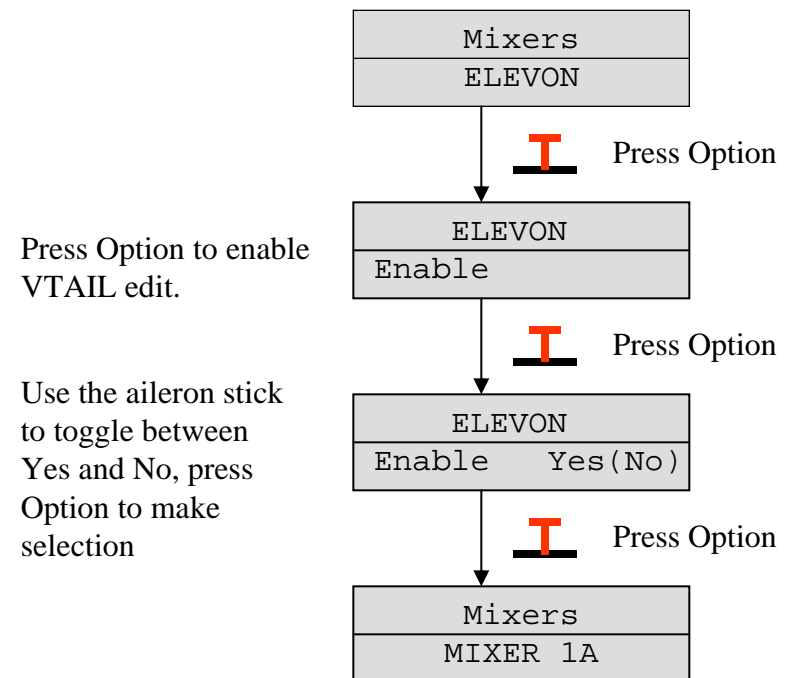 Mixers
ELEVON
Press Option
ELEVON
Enable
Press Option to enable
VTAIL edit.
Press Option
ELEVON
Enable Yes(No)
Use the aileron stick
to toggle between
Yes and No, press
Option to make
selection
Press Option
Mixers
MIXER 1A